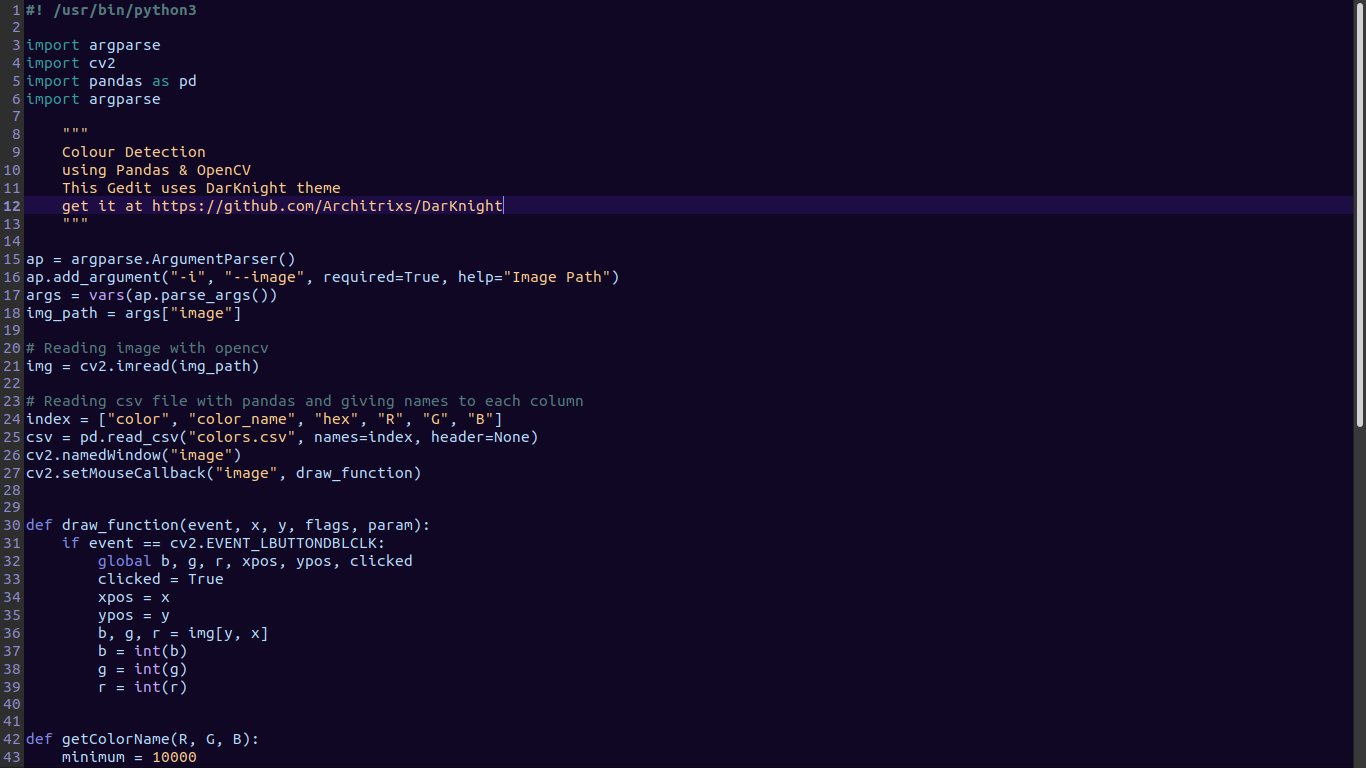 1 #! /usr/bin/python3
2
3 import argparse
4 import cv2
5 import pandas as pd
6 import argparse
7
8     """
9     Colour Detection
10     using Pandas & OpenCV
11     This Gedit uses DarKnight theme
12     get it at https://github.com/Architrixs/DarKnight
13     """
14
15 ap = argparse.ArgumentParser()
16 ap.add_argument("-i", "--image", required=True, help="Image Path")
17 args = vars(ap.parse_args())
18 img_path = args["image"]
19
20 # Reading image with opencv
21 img = cv2.imread(img_path)
22
23 # Reading csv file with pandas and giving names to each column
24 index = ["color", "color_name", "hex", "R", "G", "B"]
25 csv = pd.read_csv("colors.csv", names=index, header=None)
26 cv2.namedWindow("image")
27 cv2.setMouseCallback("image", draw_function)
28
29
30 def draw_function(event, x, y, flags, param):
31     if event == cv2.EVENT_LBUTTONDBLCLK:
32         global b, g, r, xpos, ypos, clicked
33         clicked = True
34         xpos = x
35         ypos = y
36         b, g, r = img[y, x]
37         b = int(b)
38         g = int(g)
39         r = int(r)
40
41
42 def getColorName(R, G, B):
43     minimum = 10000